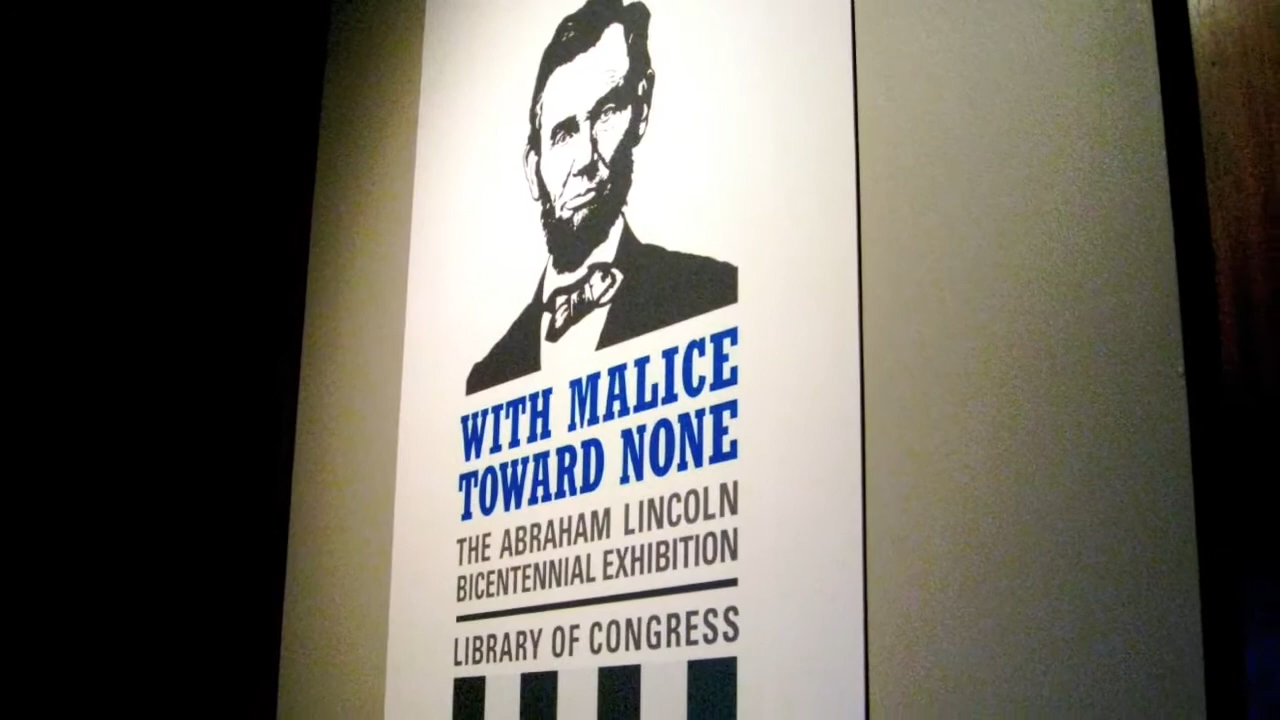 WITH MALICE
TOWARD NONE
THE ABRAHAM LINCOLN
BICENTENNIAL EXHIBITION
LIBRARY OF CONGRESS